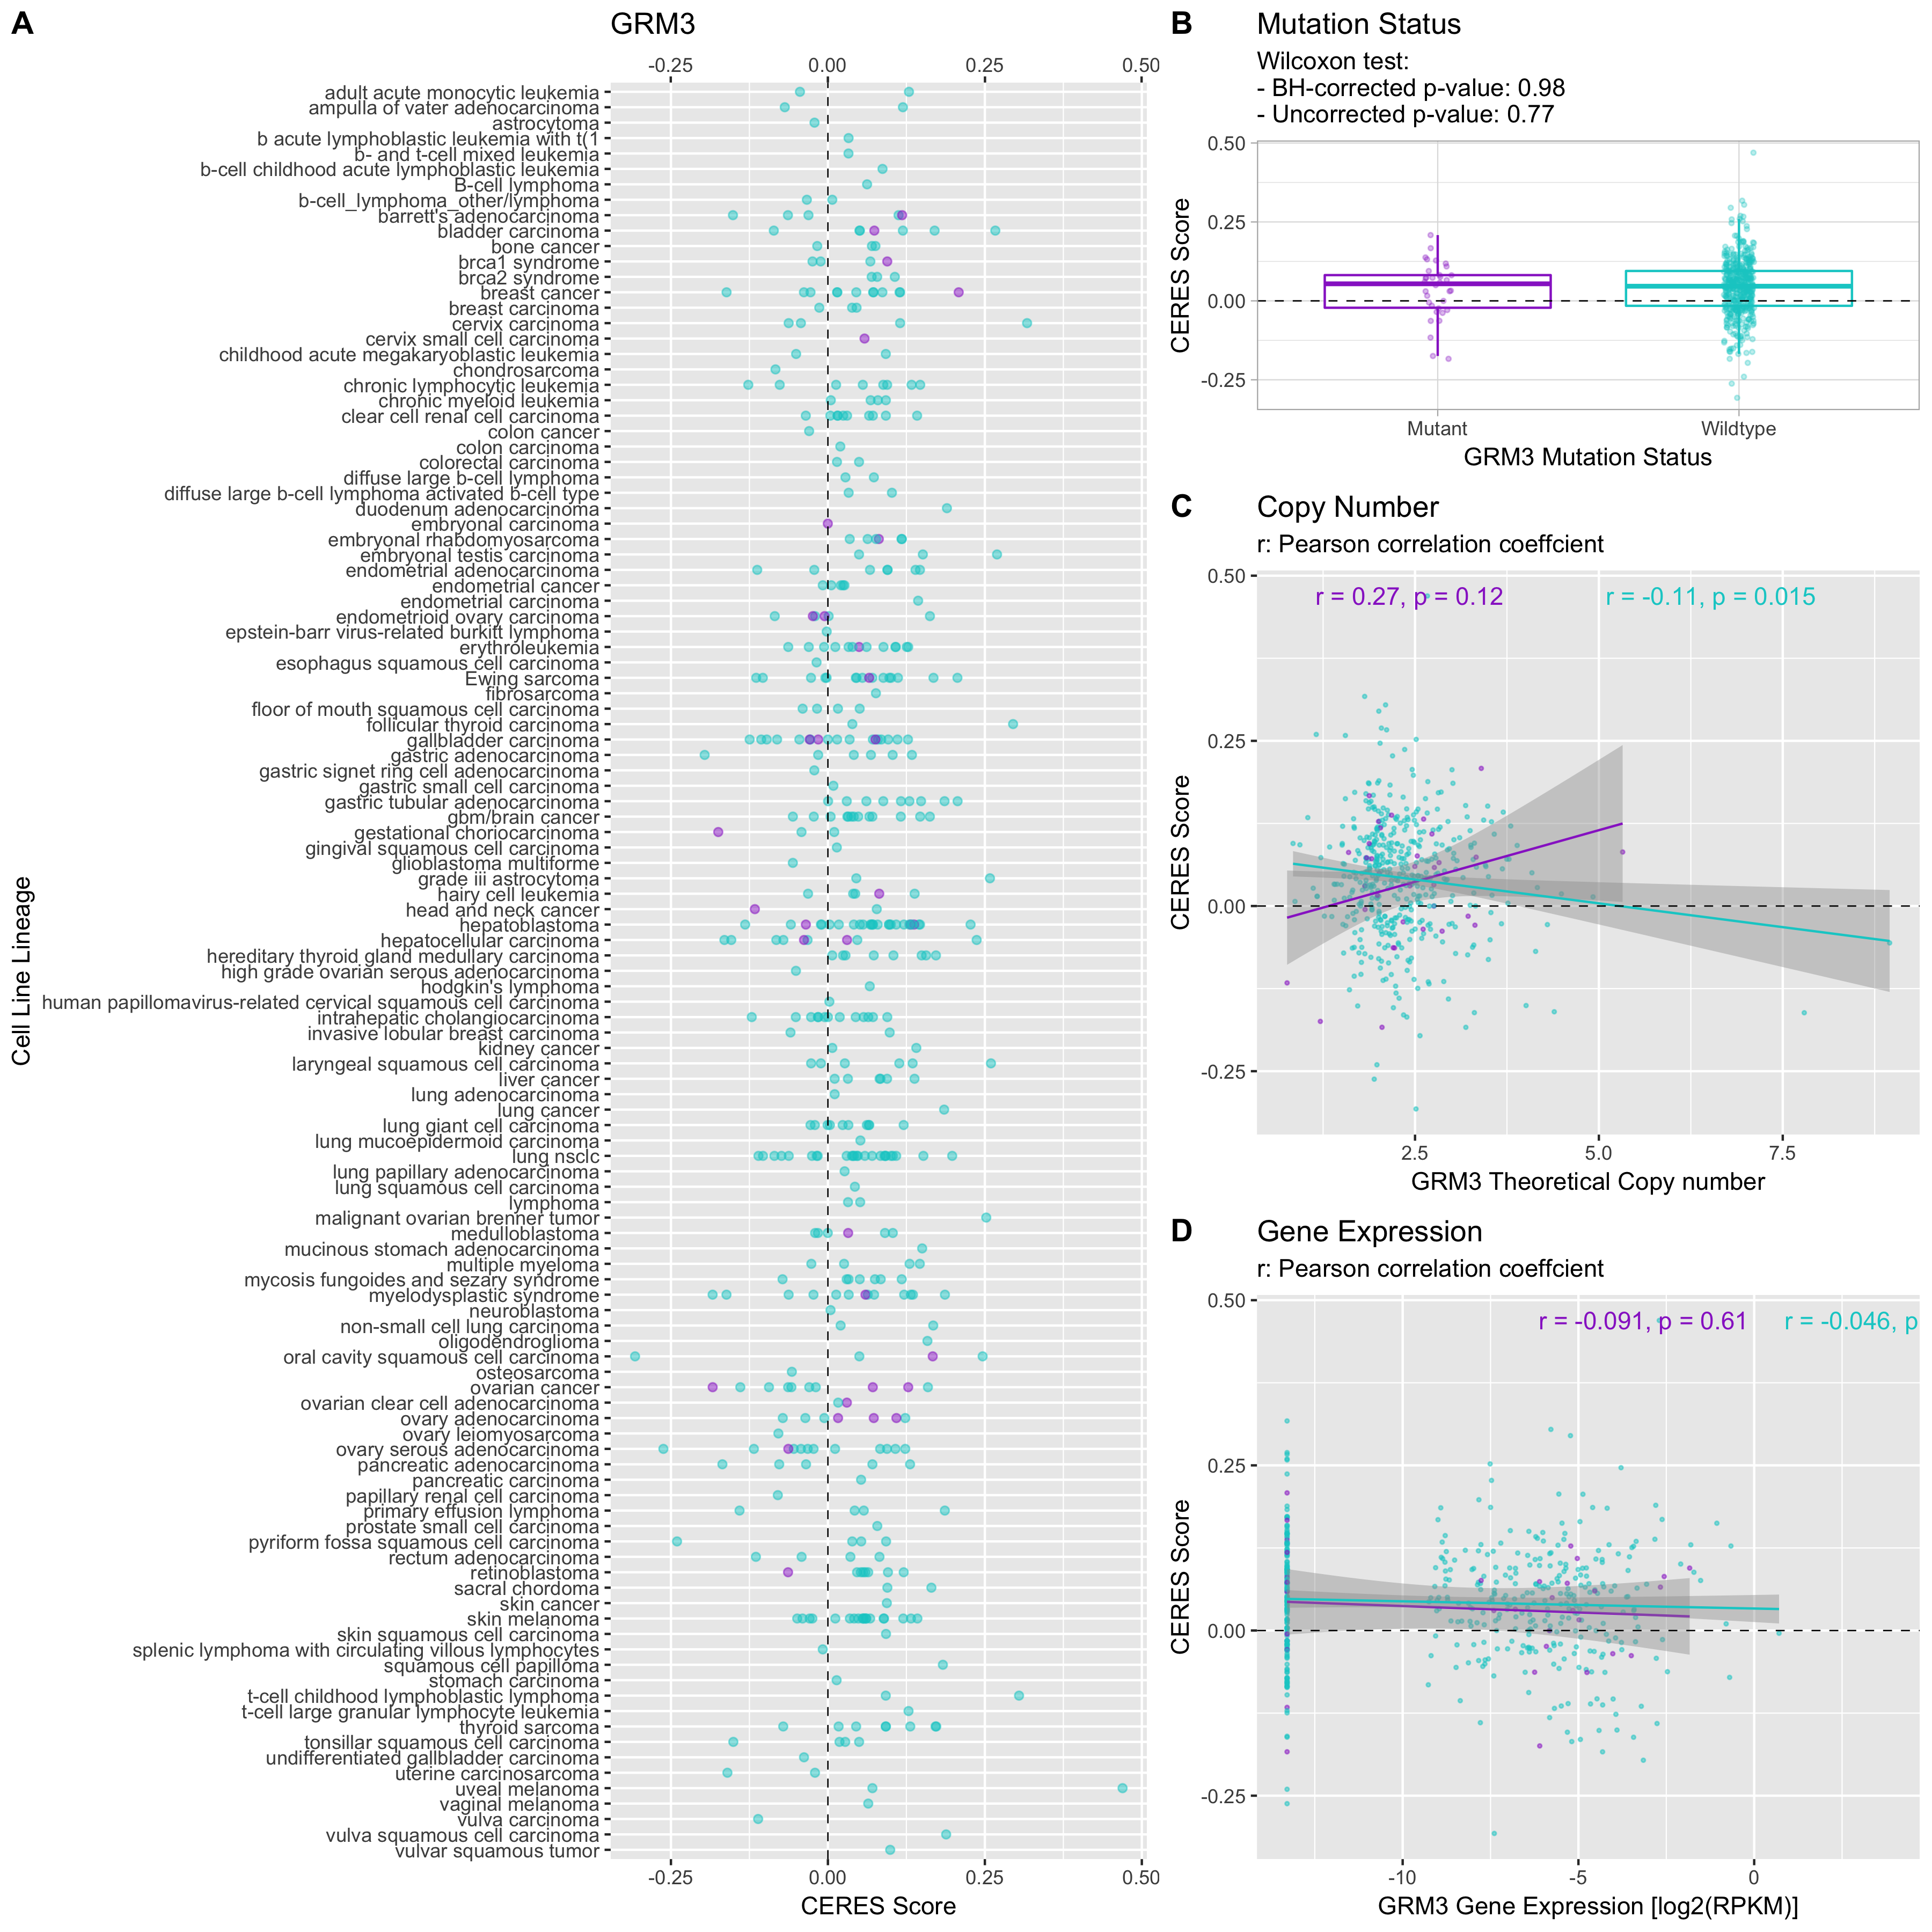 A
GRM3
-0.25 0.00 0.25 0.50
adult acute monocytic leukemia
ampulla of vater adenocarcinoma
astrocytoma
b acute lymphoblastic leukemia with t(1
b- and t-cell mixed leukemia
b-cell childhood acute lymphoblastic leukemia
B-cell lymphoma
b-cell_lymphoma_other/lymphoma
barrett's adenocarcinoma
bladder carcinoma
bone cancer
brca1 syndrome
brca2 syndrome
breast cancer
breast carcinoma
cervix carcinoma
cervix small cell carcinoma
childhood acute megakaryoblastic leukemia
chondrosarcoma
chronic lymphocytic leukemia
chronic myeloid leukemia
clear cell renal cell carcinoma
colon cancer
colon carcinoma
colorectal carcinoma
diffuse large b-cell lymphoma
diffuse large b-cell lymphoma activated b-cell type
duodenum adenocarcinoma
embryonal carcinoma
embryonal rhabdomyosarcoma
embryonal testis carcinoma
endometrial adenocarcinoma
endometrial cancer
endometrial carcinoma
endometrioid ovary carcinoma
epstein-barr virus-related burkitt lymphoma
erythroleukemia
esophagus squamous cell carcinoma
Ewing sarcoma
fibrosarcoma
floor of mouth squamous cell carcinoma
follicular thyroid carcinoma
gallbladder carcinoma
gastric adenocarcinoma
gastric signet ring cell adenocarcinoma
gastric small cell carcinoma
gastric tubular adenocarcinoma
gbm/brain cancer
gestational choriocarcinoma
gingival squamous cell carcinoma
glioblastoma multiforme
grade iii astrocytoma
hairy cell leukemia
head and neck cancer
hepatoblastoma
hepatocellular carcinoma
hereditary thyroid gland medullary carcinoma
high grade ovarian serous adenocarcinoma
hodgkin's lymphoma
human papillomavirus-related cervical squamous cell carcinoma
intrahepatic cholangiocarcinoma
invasive lobular breast carcinoma
kidney cancer
laryngeal squamous cell carcinoma
liver cancer
lung adenocarcinoma
lung cancer
lung giant cell carcinoma
lung mucoepidermoid carcinoma
lung nsclc
lung papillary adenocarcinoma
lung squamous cell carcinoma
lymphoma
malignant ovarian brenner tumor
medulloblastoma
mucinous stomach adenocarcinoma
multiple myeloma
mycosis fungoides and sezary syndrome
myelodysplastic syndrome
neuroblastoma
non-small cell lung carcinoma
oligodendroglioma
oral cavity squamous cell carcinoma
osteosarcoma
ovarian cancer
ovarian clear cell adenocarcinoma
ovary adenocarcinoma
ovary leiomyosarcoma
ovary serous adenocarcinoma
pancreatic adenocarcinoma
pancreatic carcinoma
papillary renal cell carcinoma
primary effusion lymphoma
prostate small cell carcinoma
pyriform fossa squamous cell carcinoma
rectum adenocarcinoma
retinoblastoma
sacral chordoma
skin cancer
skin melanoma
skin squamous cell carcinoma
splenic lymphoma with circulating villous lymphocytes
squamous cell papilloma
stomach carcinoma
t-cell childhood lymphoblastic lymphoma
t-cell large granular lymphocyte leukemia
thyroid sarcoma
tonsillar squamous cell carcinoma
undifferentiated gallbladder carcinoma
uterine carcinosarcoma
uveal melanoma
vaginal melanoma
vulva carcinoma
vulva squamous cell carcinoma
vulvar squamous tumor
-0.25 0.00 0.25 0.50
CERES Score
Cell Line Lineage
B
Mutation Status
Wilcoxon test:
- BH-corrected p-value: 0.98
- Uncorrected p-value: 0.77
0.50
0.25
0.00
-0.25
CERES Score
Mutant Wildtype
GRM3 Mutation Status
C
Copy Number
r: Pearson correlation coeffcient
r = 0.27, p = 0.12 r = -0.11, p = 0.015
0.50
0.25
0.00
-0.25
CERES Score
2.5 5.0 7.5
GRM3 Theoretical Copy number
D
Gene Expression
r: Pearson correlation coeffcient
r = -0.091, p = 0.61 r = -0.046, p
0.50
0.25
0.00
-0.25
CERES Score
-10 -5 0
GRM3 Gene Expression [log2(RPKM)]